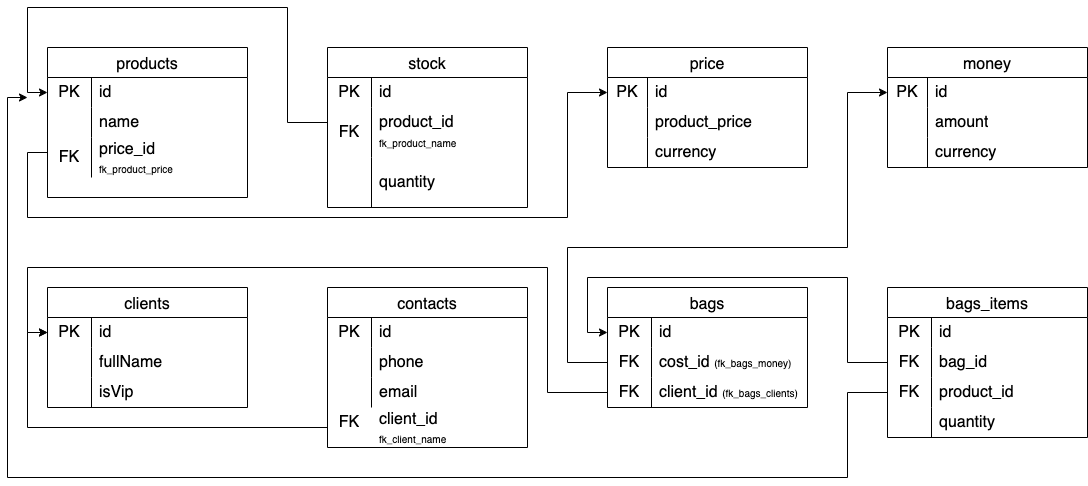 products
PK id
name
FK price_id
fk_product_price
stock
PK id
FK product_id
fk_product_name
quantity
price
PK id
product_price
currency
money
PK id
amount
currency
clients
PK id
fullName
isVip
contacts
PK id
phone
email
FK client_id
fk_client_name
bags
PK id
FK cost_id (fk_bags_money)
FK client_id (fk_bags_clients)
bags_items
PK id
FK bag_id
FK product_id
quantity